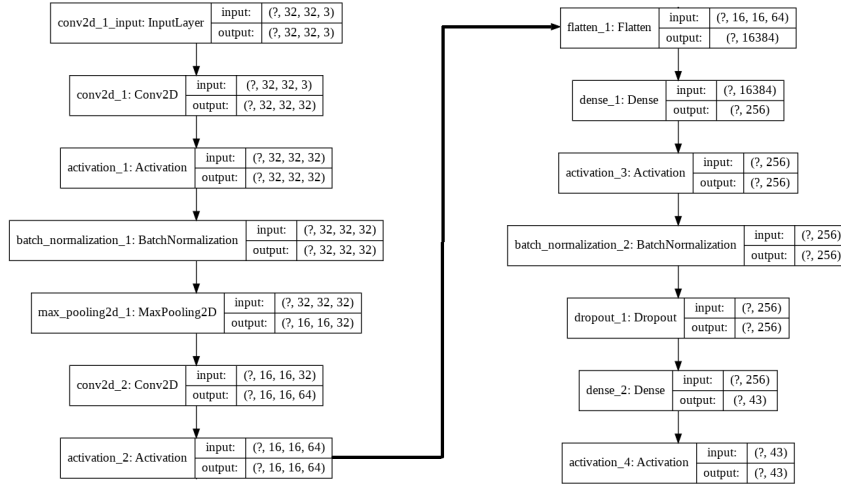 conv2d_1_input: InputLayer
input: (?, 32, 32, 3)
output: (?, 32, 32, 3)
conv2d_1: Conv2D
input: (?, 32, 32, 3)
output: (?, 32, 32, 32)
activation_1: Activation
input: (?, 32, 32, 32)
output: (?, 32, 32, 32)
batch_normalization_1: BatchNormalization
input: (?, 32, 32, 32)
output: (?, 32, 32, 32)
max_pooling2d_1: MaxPooling2D
input: (?, 32, 32, 32)
output: (?, 16, 16, 32)
conv2d_2: Conv2D
input: (?, 16, 16, 32)
output: (?, 16, 16, 64)
activation_2: Activation
input: (?, 16, 16, 64)
output: (?, 16, 16, 64)
flatten_1: Flatten
input: (?, 16, 16, 64)
output: (?, 16384)
dense_1: Dense
input: (?, 16384)
output: (?, 256)
activation_3: Activation
input: (?, 256)
output: (?, 256)
batch_normalization_2: BatchNormalization
input: (?, 256)
output: (?, 256)
dropout_1: Dropout
input: (?, 256)
output: (?, 256)
dense_2: Dense
input: (?, 256)
output: (?, 43)
activation_4: Activation
input: (?, 43)
output: (?, 43)